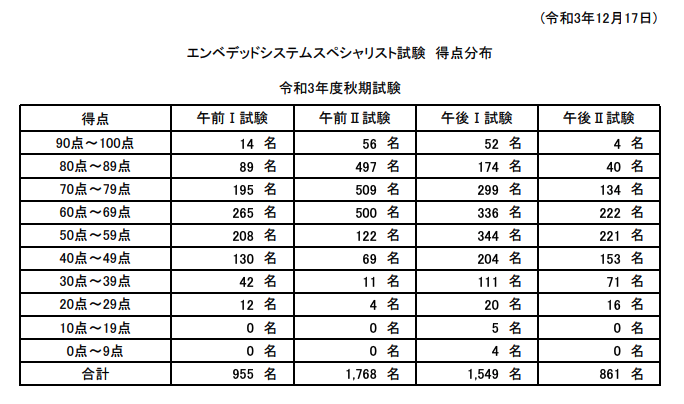 （令和3年12月17日）
エンベデッドシステムスペシャリスト試験　得点分布
令和3年度秋期試験
得点 午前Ⅰ試験 午前Ⅱ試験 午後Ⅰ試験 午後Ⅱ試験
90点～100点 14 名 56 名 52 名 4 名
80点～89点 89 名 497 名 174 名 40 名
70点～79点 195 名 509 名 299 名 134 名
60点～69点 265 名 500 名 336 名 222 名
50点～59点 208 名 122 名 344 名 221 名
40点～49点 130 名 69 名 204 名 153 名
30点～39点 42 名 11 名 111 名 71 名
20点～29点 12 名 4 名 20 名 16 名
10点～19点 0 名 0 名 5 名 0 名
0点～9点 0 名 0 名 4 名 0 名
合計 955 名 1,768 名 1,549 名 861 名